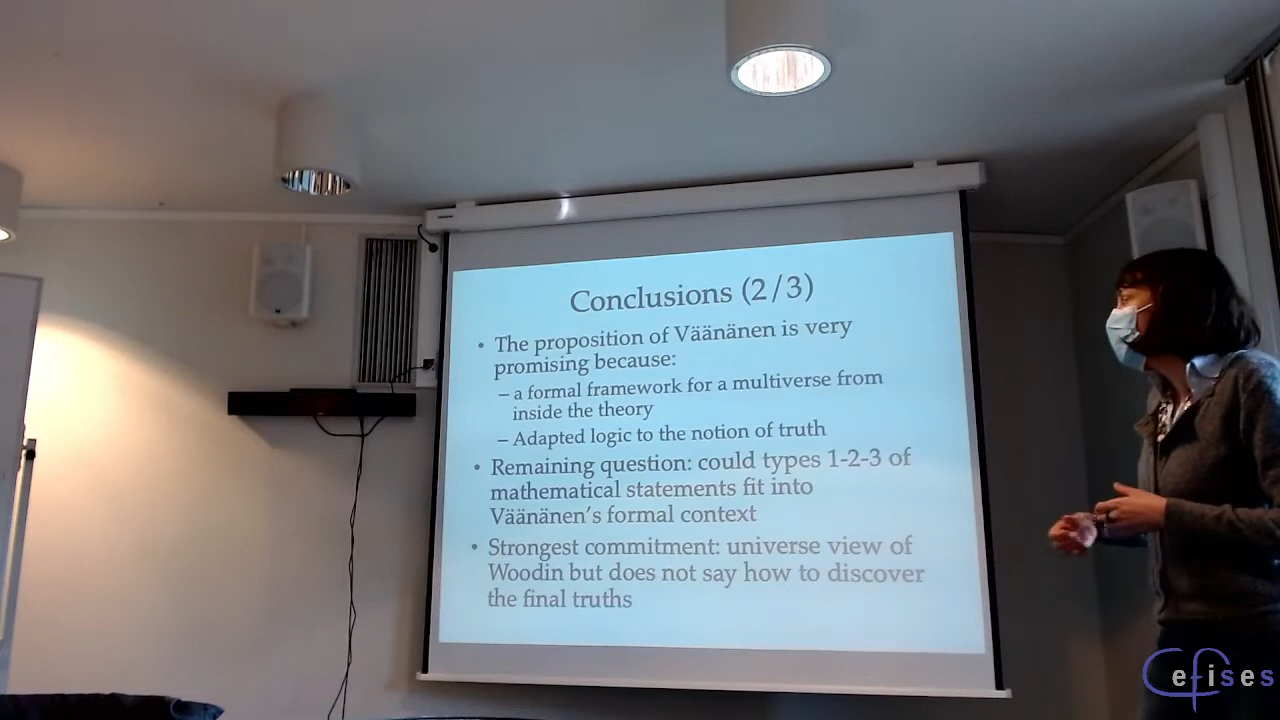 Conclusions (2/3)
• The proposition of Väänänen is very
promising because:
– a formal framework for a multiverse from
inside the theory
– Adapted logic to the notion of truth
• Remaining question: could types 1-2-3 of
mathematical statements fit into
Väänänen's formal context
• Strongest commitment: universe view of
Woodin but does not say how to discover
the final truths
Cefises